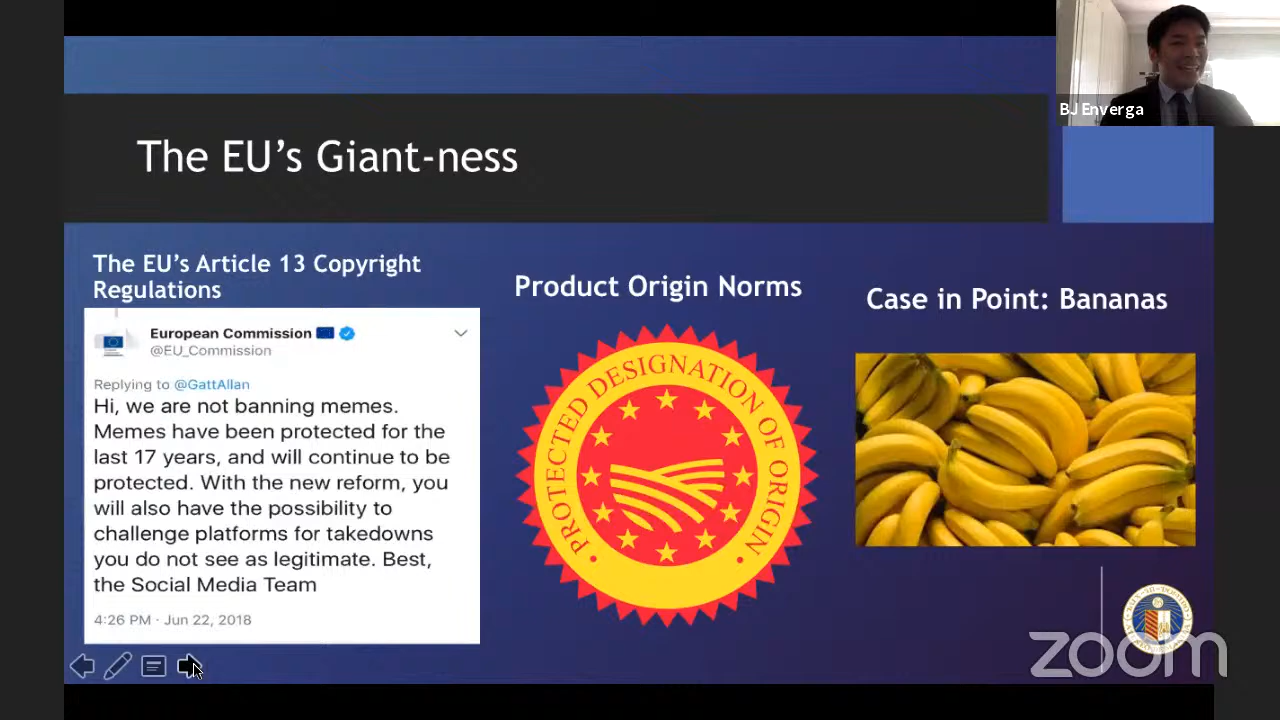 BJ Enverga
The EU's Giant-ness
The EU's Article 13 Copyright
Regulations
European Commission
@EU_Commission
Replying to @GattAllan
Hi, we are not banning memes.
Memes have been protected for the
last 17 years, and will continue to be
protected. With the new reform, you
will also have the possibility to
challenge platforms for takedowns
you do not see as legitimate. Best,
the Social Media Team
4:26 PM · Jun 22, 2018
Product Origin Norms
• PROTECTED DESIGNATION OF ORIGIN •
Case in Point: Bananas
zoom